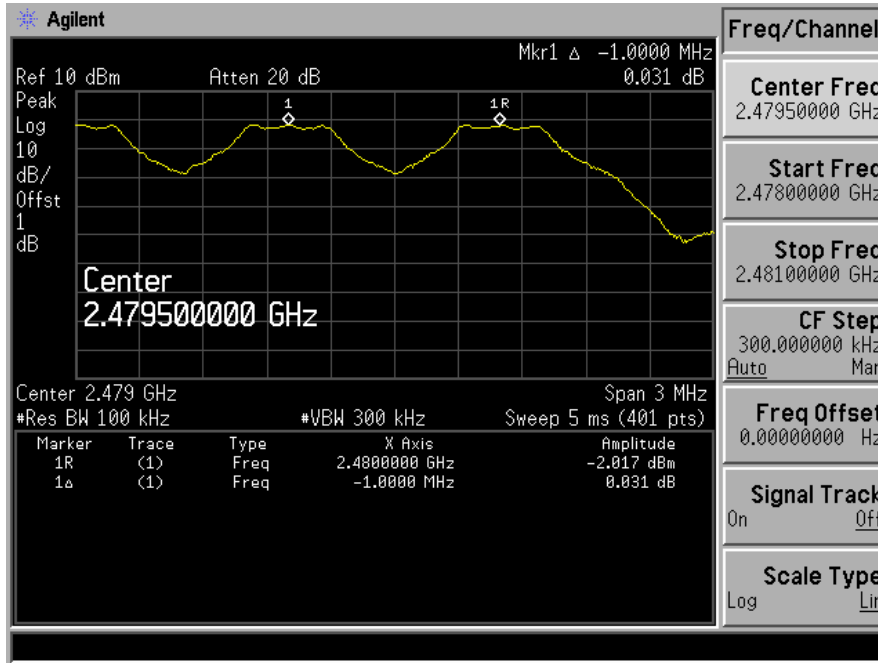 Agilent
Mkr1 Δ -1.0000 MHz
Ref 10 dBm Atten 20 dB 0.031 dB
Peak
Log
10
dB/
Offst
1
dB
1
1R
Center
2.479500000 GHz
Center 2.479 GHz Span 3 MHz
#Res BW 100 kHz #VBW 300 kHz Sweep 5 ms (401 pts)
Marker Trace Type X Axis Amplitude
1R (1) Freq 2.4800000 GHz -2.017 dBm
1Δ (1) Freq -1.0000 MHz 0.031 dB
Freq/Channel
Center Freq
2.47950000 GHz
Start Freq
2.47800000 GHz
Stop Freq
2.48100000 GHz
CF Step
300.000000 kHz
Auto Man
Freq Offset
0.00000000 Hz
Signal Track
On Off
Scale Type
Log Lin